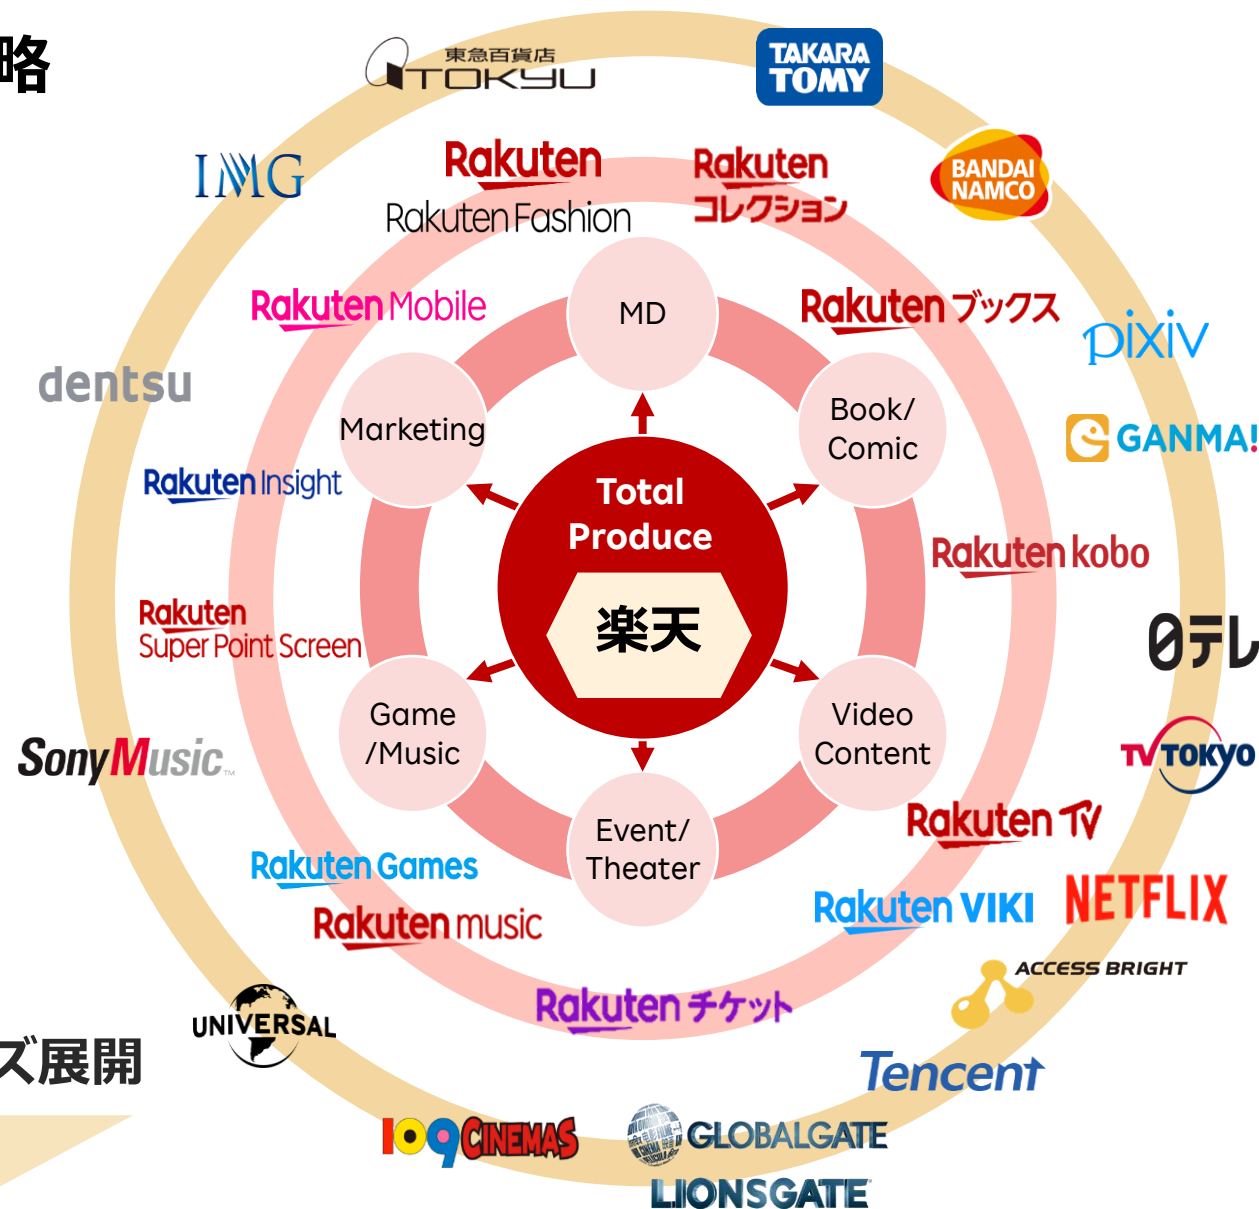 略
東急百貨店
TOKYU
TAKARA
TOMY
IMG
Rakuten
Rakuten Fashion
Rakuten
コレクション
BANDAI
NAMCO
Rakuten Mobile
MD
Rakuten ブックス
pixiv
dentsu
Marketing
Book/
Comic
GANMA!
Rakuten Insight
Total
Produce
楽天
Rakuten kobo
Rakuten
Super Point Screen
日テレ
Game
/Music
Video
Content
Sony Music™
TV TOKYO
Rakuten TV
Event/
Theater
Rakuten Games
Rakuten VIKI
NETFLIX
Rakuten music
ACCESS BRIGHT
UNIVERSAL
Rakuten チケット
ズ展開
Tencent
109 CINEMAS
GLOBALGATE
LIONSGATE